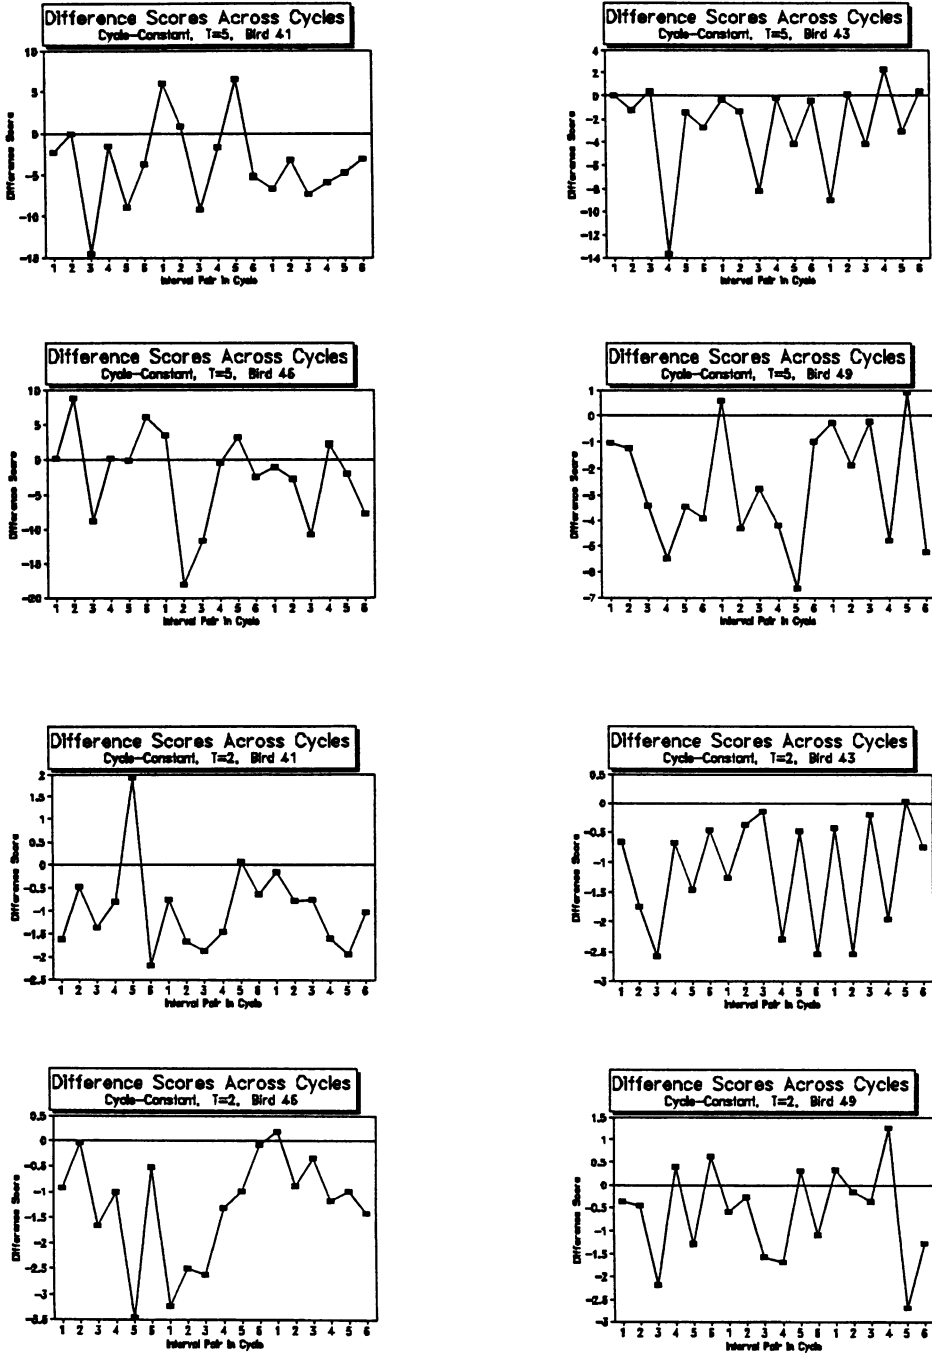 Difference Scores Across Cycles
Cycle-Constant, T=5, Bird 41
10
5
0
-5
-10
-15
Difference Score
1 2 3 4 5 6 1 2 3 4 5 6 1 2 3 4 5 6
Interval Pair in Cycle
Difference Scores Across Cycles
Cycle-Constant, T=5, Bird 43
4
2
0
-2
-4
-6
-8
-10
-12
-14
Difference Score
1 2 3 4 5 6 1 2 3 4 5 6 1 2 3 4 5 6
Interval Pair in Cycle
Difference Scores Across Cycles
Cycle-Constant, T=5, Bird 46
10
5
0
-5
-10
-15
-20
Difference Score
1 2 3 4 5 6 1 2 3 4 5 6 1 2 3 4 5 6
Interval Pair in Cycle
Difference Scores Across Cycles
Cycle-Constant, T=5, Bird 49
1
0
-1
-2
-3
-4
-5
-6
-7
Difference Score
1 2 3 4 5 6 1 2 3 4 5 6 1 2 3 4 5 6
Interval Pair in Cycle
Difference Scores Across Cycles
Cycle-Constant, T=2, Bird 41
2
1.5
1
0.5
0
-0.5
-1
-1.5
-2
-2.5
Difference Score
1 2 3 4 5 6 1 2 3 4 5 6 1 2 3 4 5 6
Interval Pair in Cycle
Difference Scores Across Cycles
Cycle-Constant, T=2, Bird 43
0.5
0
-0.5
-1
-1.5
-2
-2.5
-3
Difference Score
1 2 3 4 5 6 1 2 3 4 5 6 1 2 3 4 5 6
Interval Pair in Cycle
Difference Scores Across Cycles
Cycle-Constant, T=2, Bird 46
0.5
0
-0.5
-1
-1.5
-2
-2.5
-3
-3.5
Difference Score
1 2 3 4 5 6 1 2 3 4 5 6 1 2 3 4 5 6
Interval Pair in Cycle
Difference Scores Across Cycles
Cycle-Constant, T=2, Bird 49
1.5
1
0.5
0
-0.5
-1
-1.5
-2
-2.5
-3
Difference Score
1 2 3 4 5 6 1 2 3 4 5 6 1 2 3 4 5 6
Interval Pair in Cycle